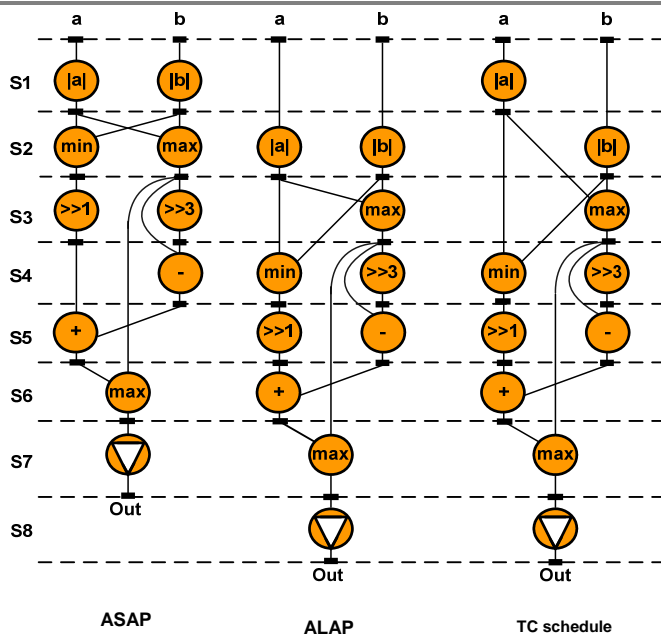 a b a b a b
S1 |a| |b| |a|
S2 min max |a| |b| |b|
S3 >>1 >>3 max max
S4 - min >>3 min >>3
S5 + >>1 - >>1 -
S6 max + +
S7 max max
Out
S8
Out Out
ASAP ALAP TC schedule